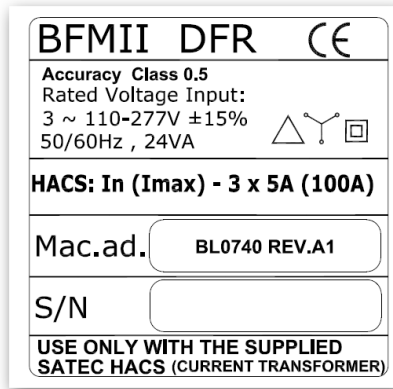 BFMII DFR CE
Accuracy Class 0.5
Rated Voltage Input:
3 ~ 110-277V ±15%
50/60Hz , 24VA
HACS: In (Imax) - 3 x 5A (100A)
Mac.ad. BL0740 REV.A1
S/N
USE ONLY WITH THE SUPPLIED
SATEC HACS (CURRENT TRANSFORMER)